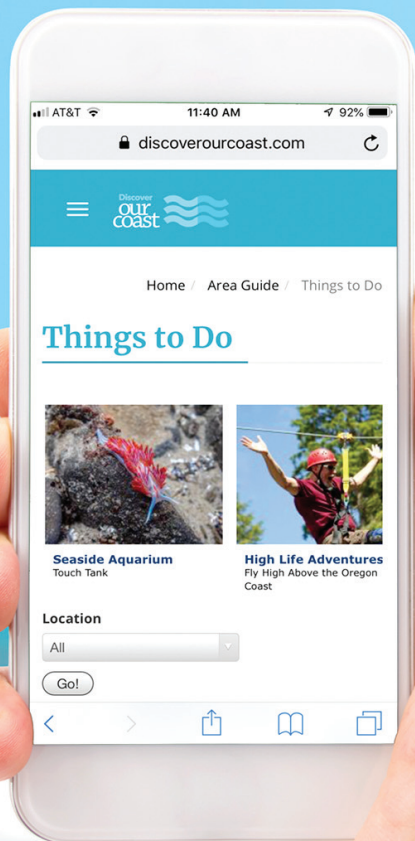 AT&T
11:40 AM
92%
discoverourcoast.com
Discover
our
coast
Home / Area Guide / Things to Do
Things to Do
Seaside Aquarium
Touch Tank
High Life Adventures
Fly High Above the Oregon
Coast
Location
All
Go!